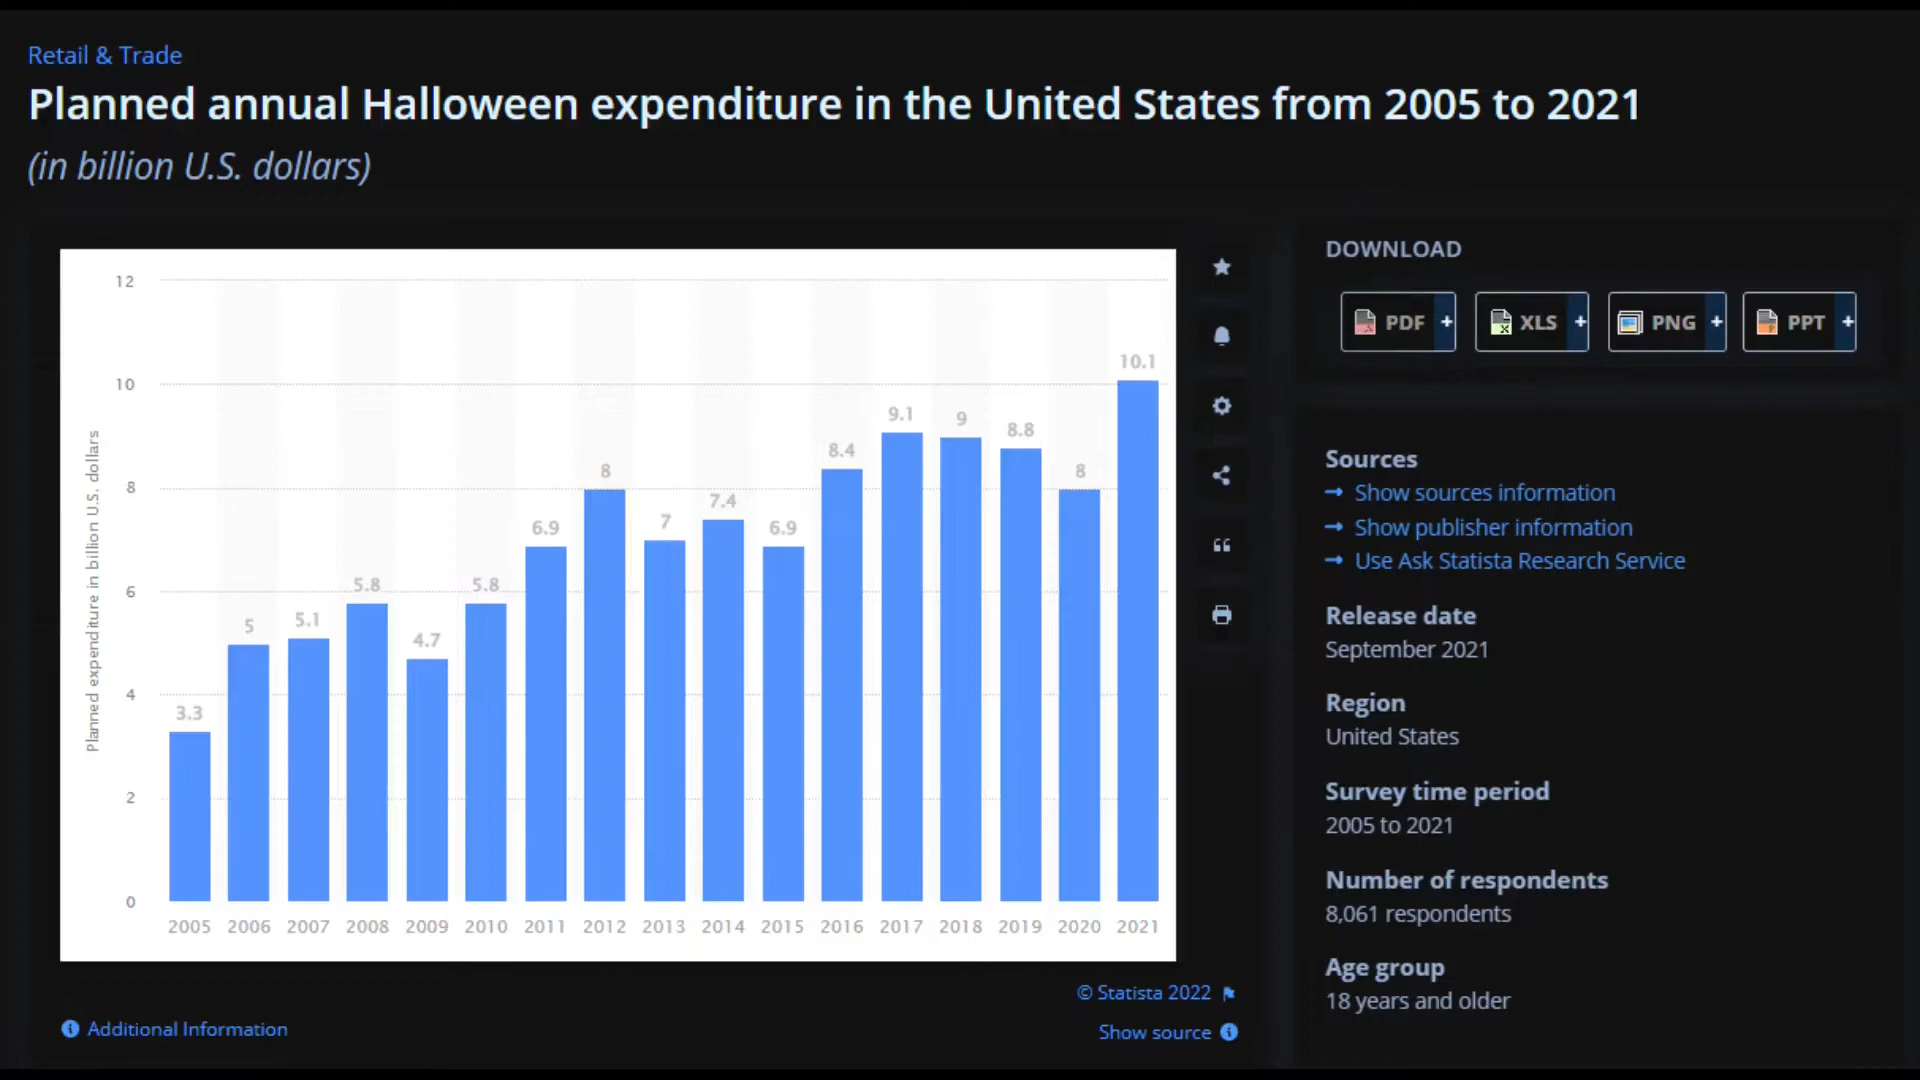 Retail & Trade
Planned annual Halloween expenditure in the United States from 2005 to 2021
(in billion U.S. dollars)
Planned expenditure in billion U.S. dollars
12
10
8
6
4
2
0
3.3
5
5.1
5.8
4.7
5.8
6.9
8
7
7.4
6.9
8.4
9.1
9
8.8
8
10.1
2005 2006 2007 2008 2009 2010 2011 2012 2013 2014 2015 2016 2017 2018 2019 2020 2021
© Statista 2022
Additional Information
Show source
DOWNLOAD
PDF + XLS + PNG + PPT +
Sources
→ Show sources information
→ Show publisher information
→ Use Ask Statista Research Service
Release date
September 2021
Region
United States
Survey time period
2005 to 2021
Number of respondents
8,061 respondents
Age group
18 years and older